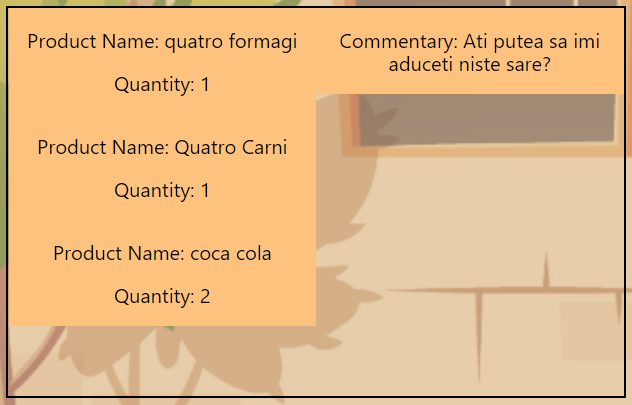 Product Name: quatro formagi
Quantity: 1
Product Name: Quatro Carni
Quantity: 1
Product Name: coca cola
Quantity: 2
Commentary: Ati putea sa imi
aduceti niste sare?